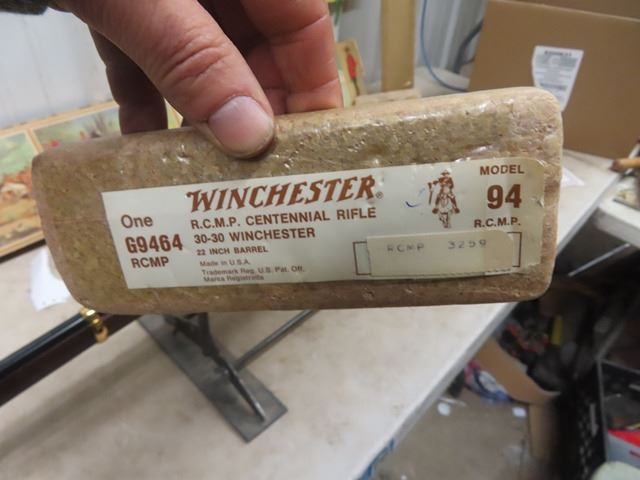 One
G9464
RCMP
WINCHESTER®
R.C.M.P. CENTENNIAL RIFLE
30-30 WINCHESTER
22 INCH BARREL
Made in U.S.A.
Trademark Reg. U.S. Pat. Off.
Marca Registrada
MODEL
94
R.C.M.P.
RCMP 3259